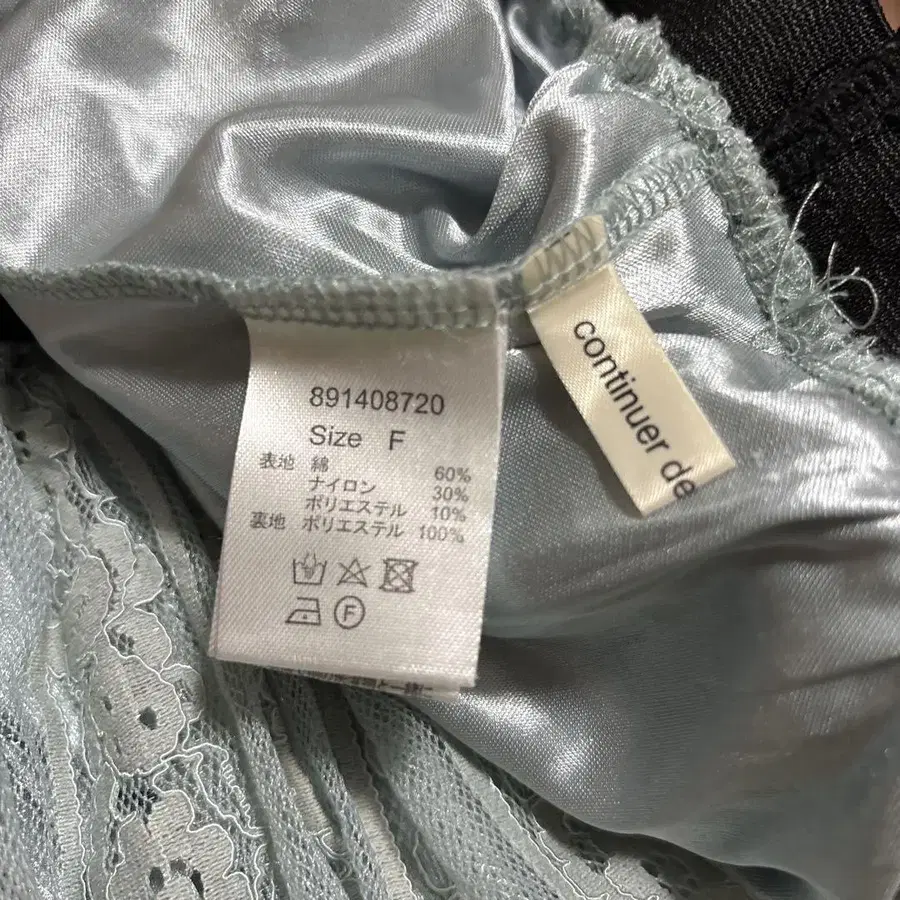 891408720
Size F
表地 綿 60%
ナイロン 30%
ポリエステル 10%
裏地 ポリエステル 100%
F
continuer de